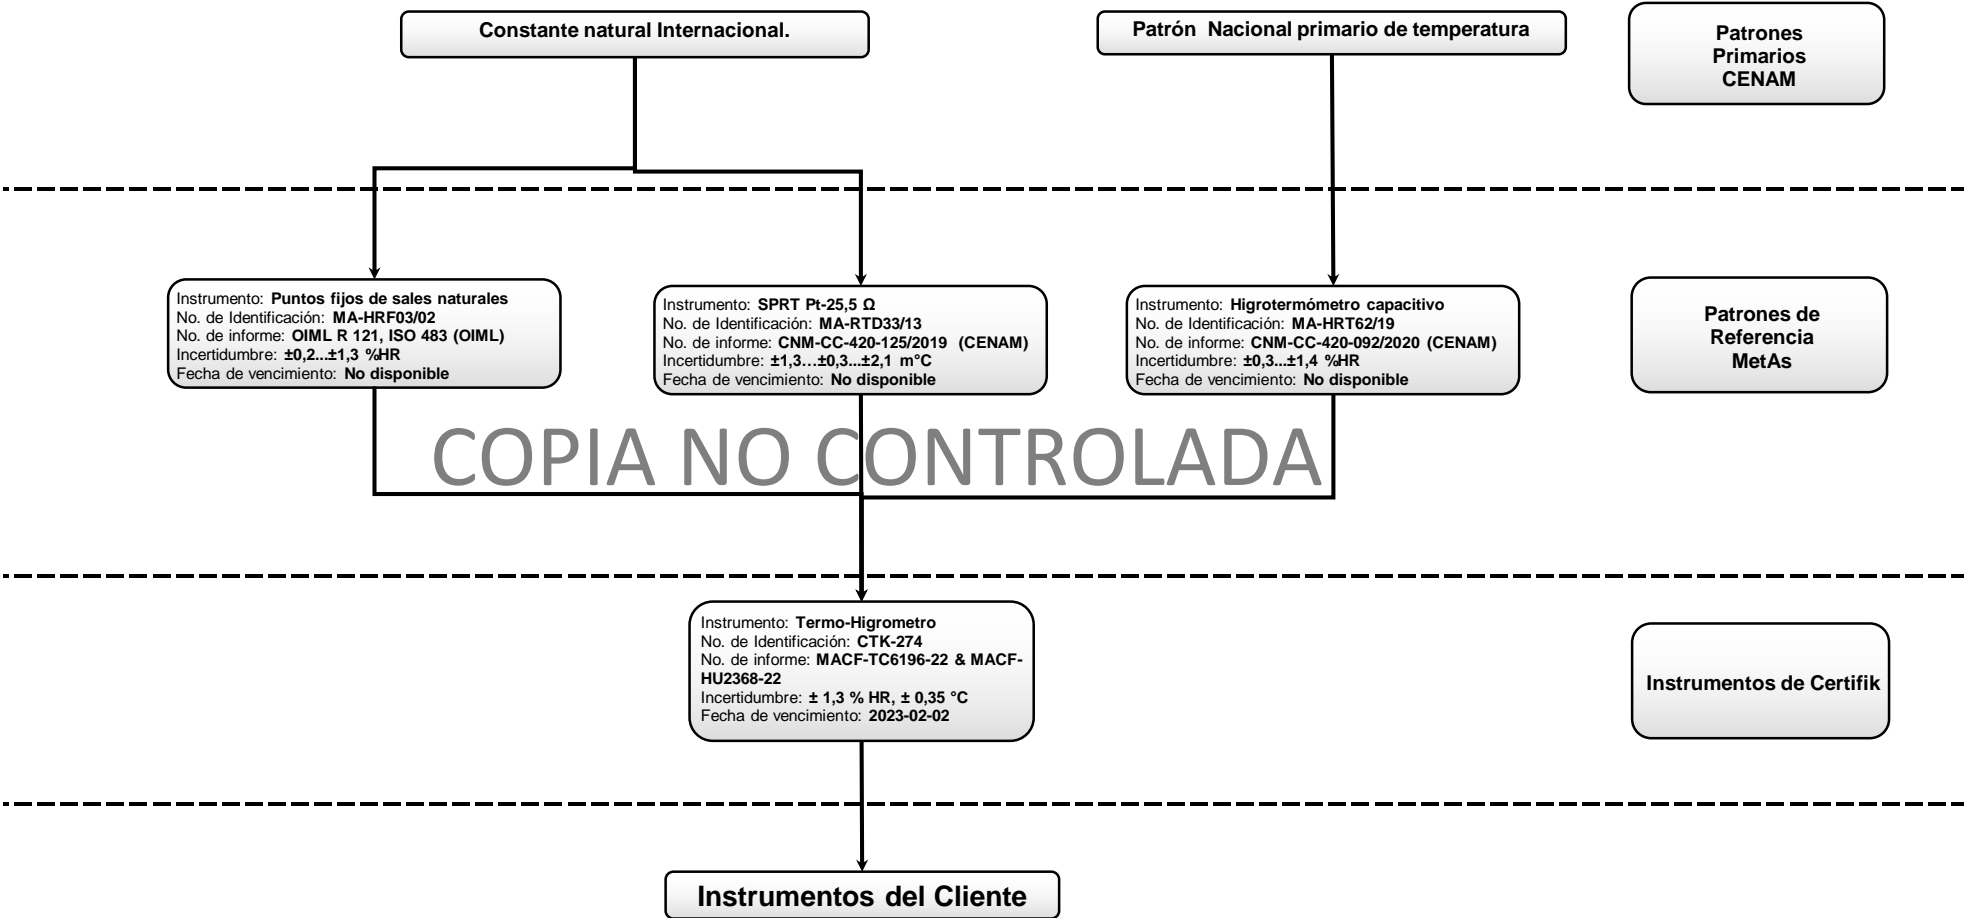 Constante natural Internacional.
Patrón Nacional primario de temperatura
Patrones
Primarios
CENAM
Instrumento: Puntos fijos de sales naturales
No. de Identificación: MA-HRF03/02
No. de informe: OIML R 121, ISO 483 (OIML)
Incertidumbre: ±0,2...±1,3 %HR
Fecha de vencimiento: No disponible
Instrumento: SPRT Pt-25,5 Ω
No. de Identificación: MA-RTD33/13
No. de informe: CNM-CC-420-125/2019 (CENAM)
Incertidumbre: ±1,3…±0,3...±2,1 m°C
Fecha de vencimiento: No disponible
Instrumento: Higrotermómetro capacitivo
No. de Identificación: MA-HRT62/19
No. de informe: CNM-CC-420-092/2020 (CENAM)
Incertidumbre: ±0,3...±1,4 %HR
Fecha de vencimiento: No disponible
Patrones de
Referencia
MetAs
COPIA NO CONTROLADA
Instrumento: Termo-Higrometro
No. de Identificación: CTK-274
No. de informe: MACF-TC6196-22 & MACF-
HU2368-22
Incertidumbre: ± 1,3 % HR, ± 0,35 °C
Fecha de vencimiento: 2023-02-02
Instrumentos de Certifik
Instrumentos del Cliente